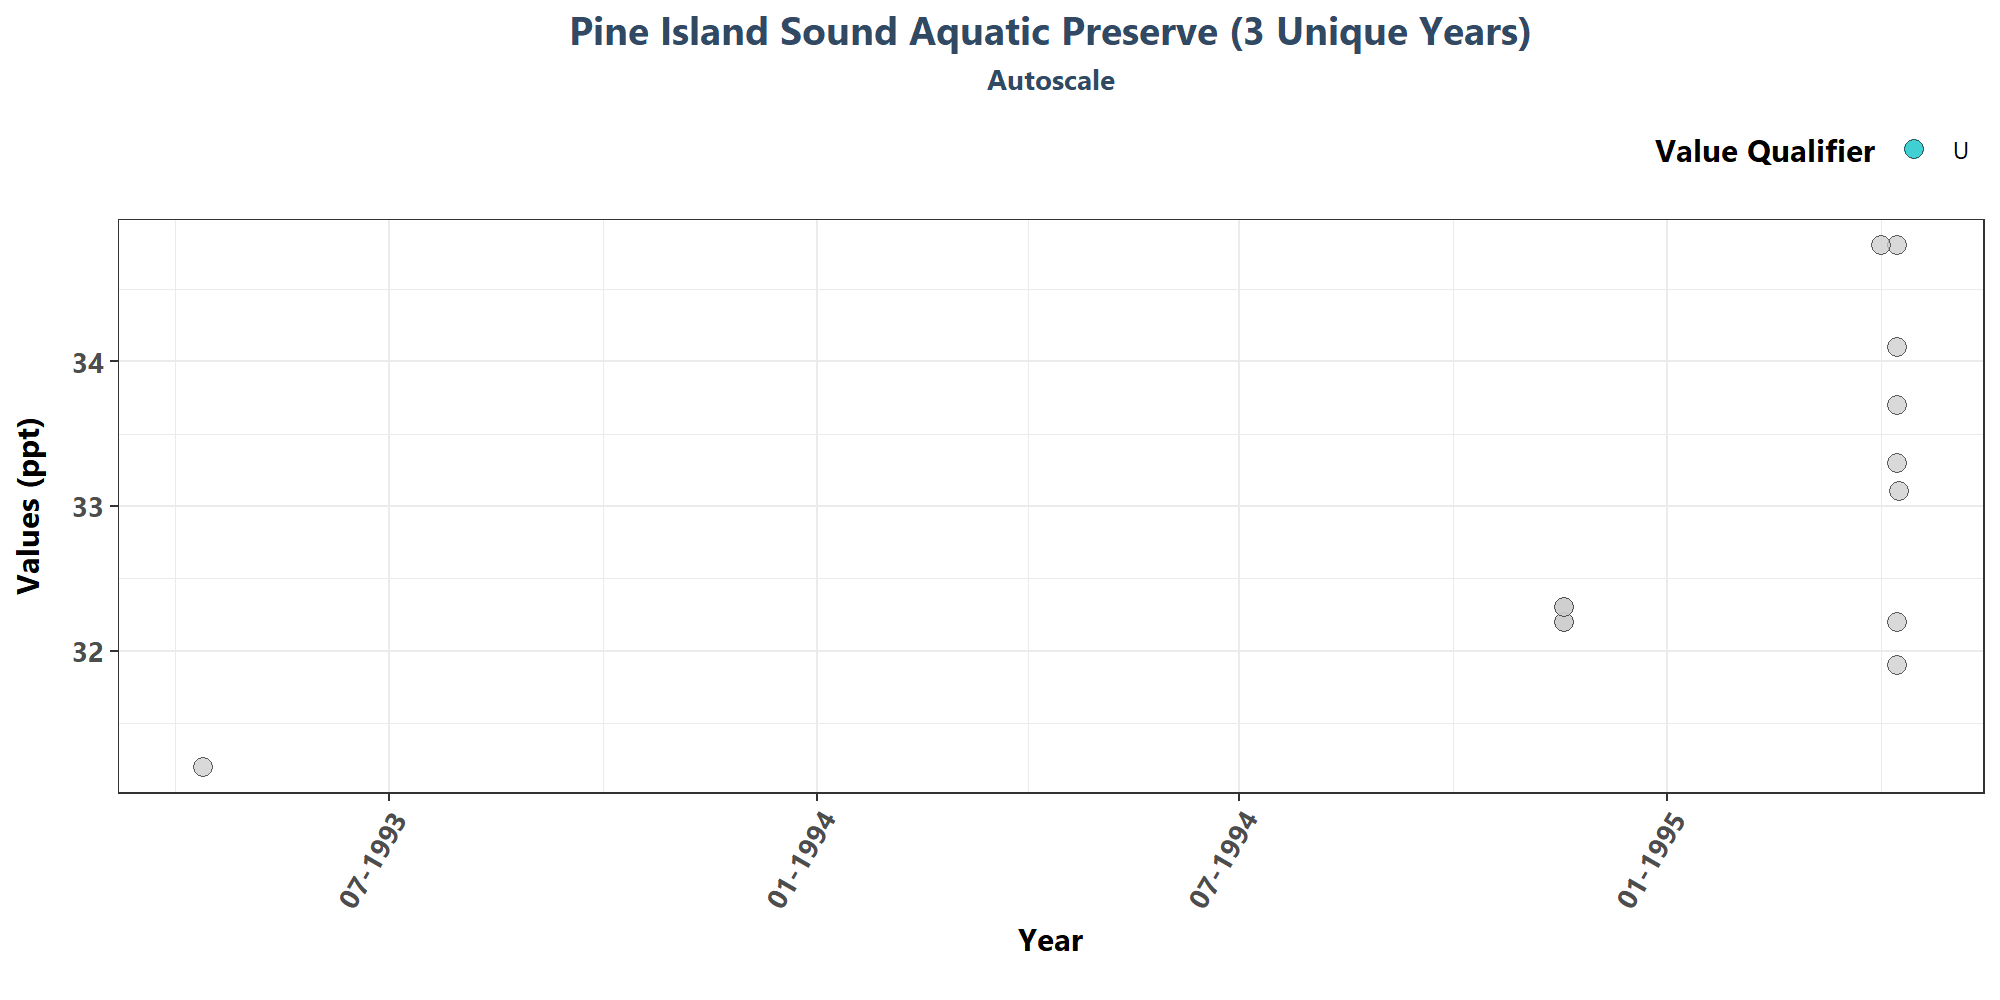 Pine Island Sound Aquatic Preserve (3 Unique Years)
Autoscale
Value Qualifier U
Values (ppt)
34
33
32
07-1993
01-1994
07-1994
01-1995
Year